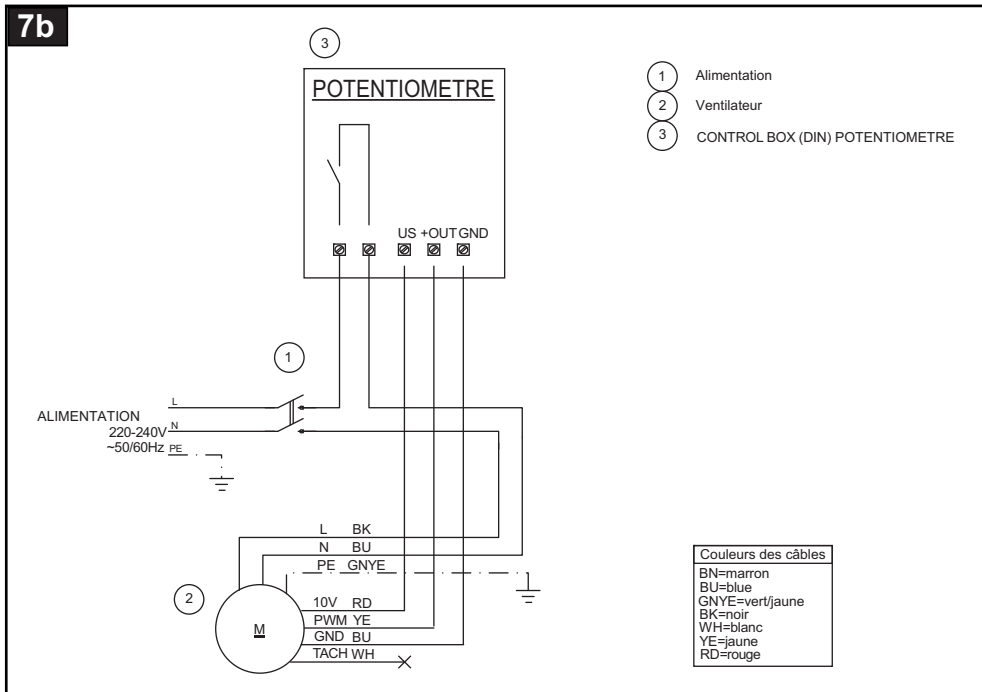 7b
3
POTENTIOMETRE
US +OUT GND
1 Alimentation
2 Ventilateur
3 CONTROL BOX (DIN) POTENTIOMETRE
1
L
ALIMENTATION
220-240V N
~50/60Hz PE
L BK
N BU
PE GNYE
2
M
10V RD
PWM YE
GND BU
TACH WH
Couleurs des câbles
BN=marron
BU=blue
GNYE=vert/jaune
BK=noir
WH=blanc
YE=jaune
RD=rouge